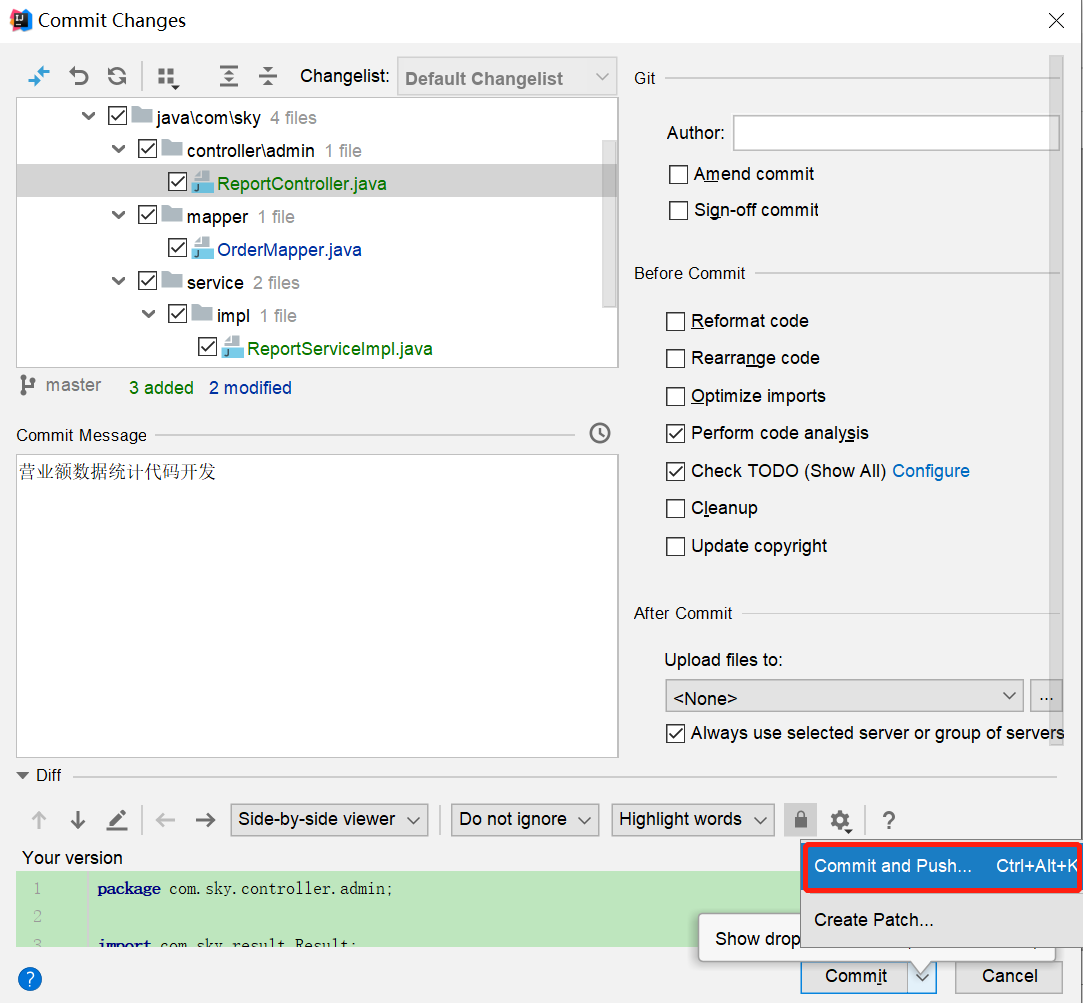 Commit Changes
Changelist: Default Changelist
java\com\sky 4 files
controller\admin 1 file
ReportController.java
mapper 1 file
OrderMapper.java
service 2 files
impl 1 file
ReportServiceImpl.java
master 3 added 2 modified
Commit Message
营业额数据统计代码开发
Git
Author:
Amend commit
Sign-off commit
Before Commit
Reformat code
Rearrange code
Optimize imports
Perform code analysis
Check TODO (Show All) Configure
Cleanup
Update copyright
After Commit
Upload files to:
<None> ...
Always use selected server or group of servers
Diff
Side-by-side viewer Do not ignore Highlight words ?
Your version
1 package com.sky.controller.admin;
2
3 import com.sky.result.Result;
Commit and Push... Ctrl+Alt+K
Create Patch...
Show drop
? Commit Cancel